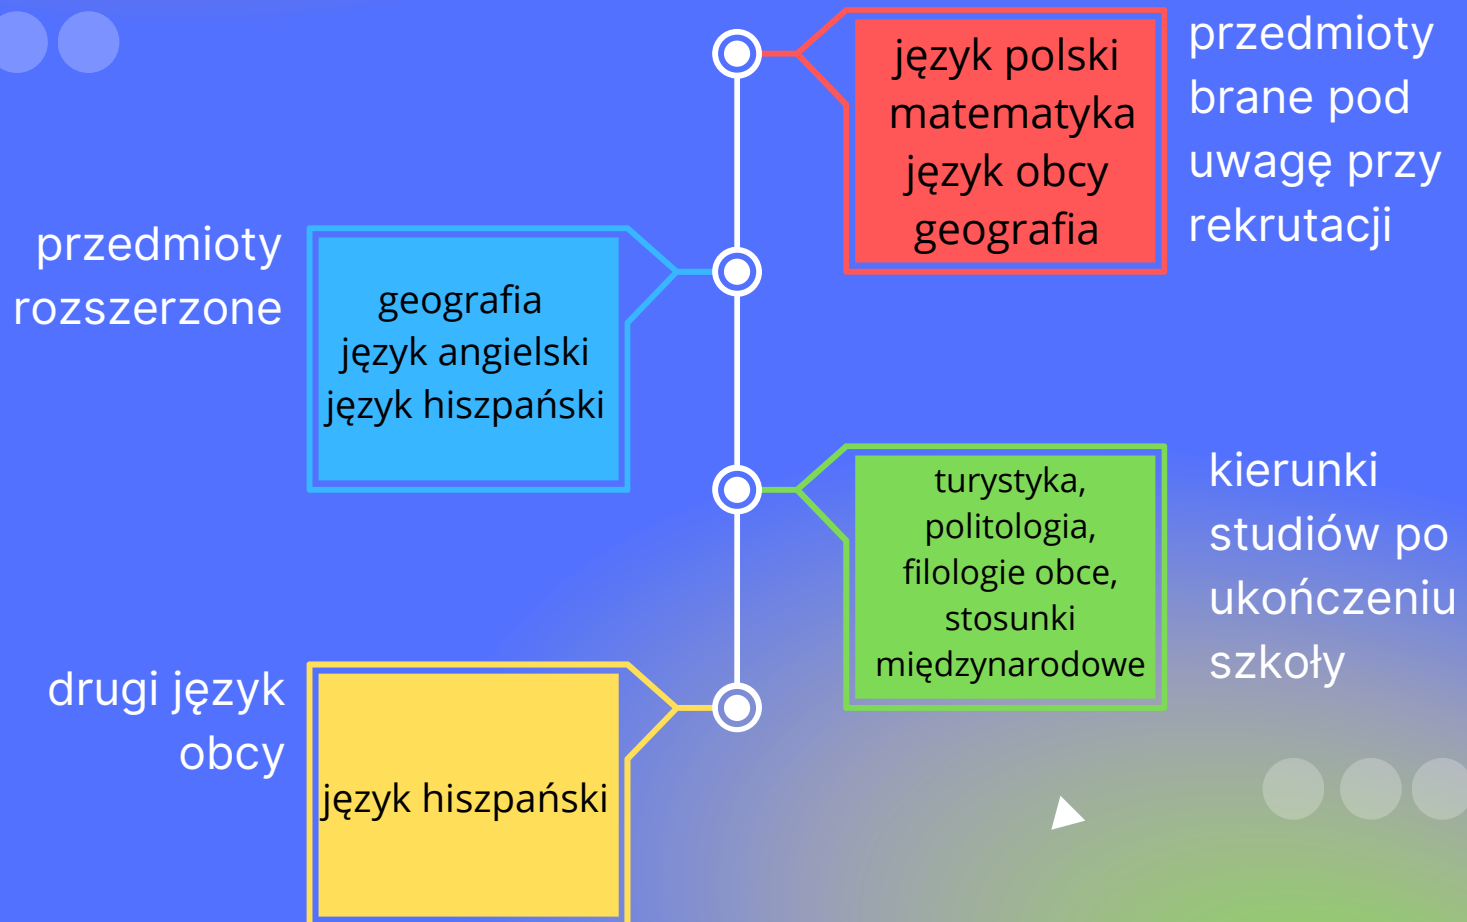 język polski
matematyka
język obcy
geografia
przedmioty
brane pod
uwagę przy
rekrutacji
przedmioty
rozszerzone
geografia
język angielski
język hiszpański
turystyka,
politologia,
filologie obce,
stosunki
międzynarodowe
kierunki
studiów po
ukończeniu
szkoły
drugi język
obcy
język hiszpański